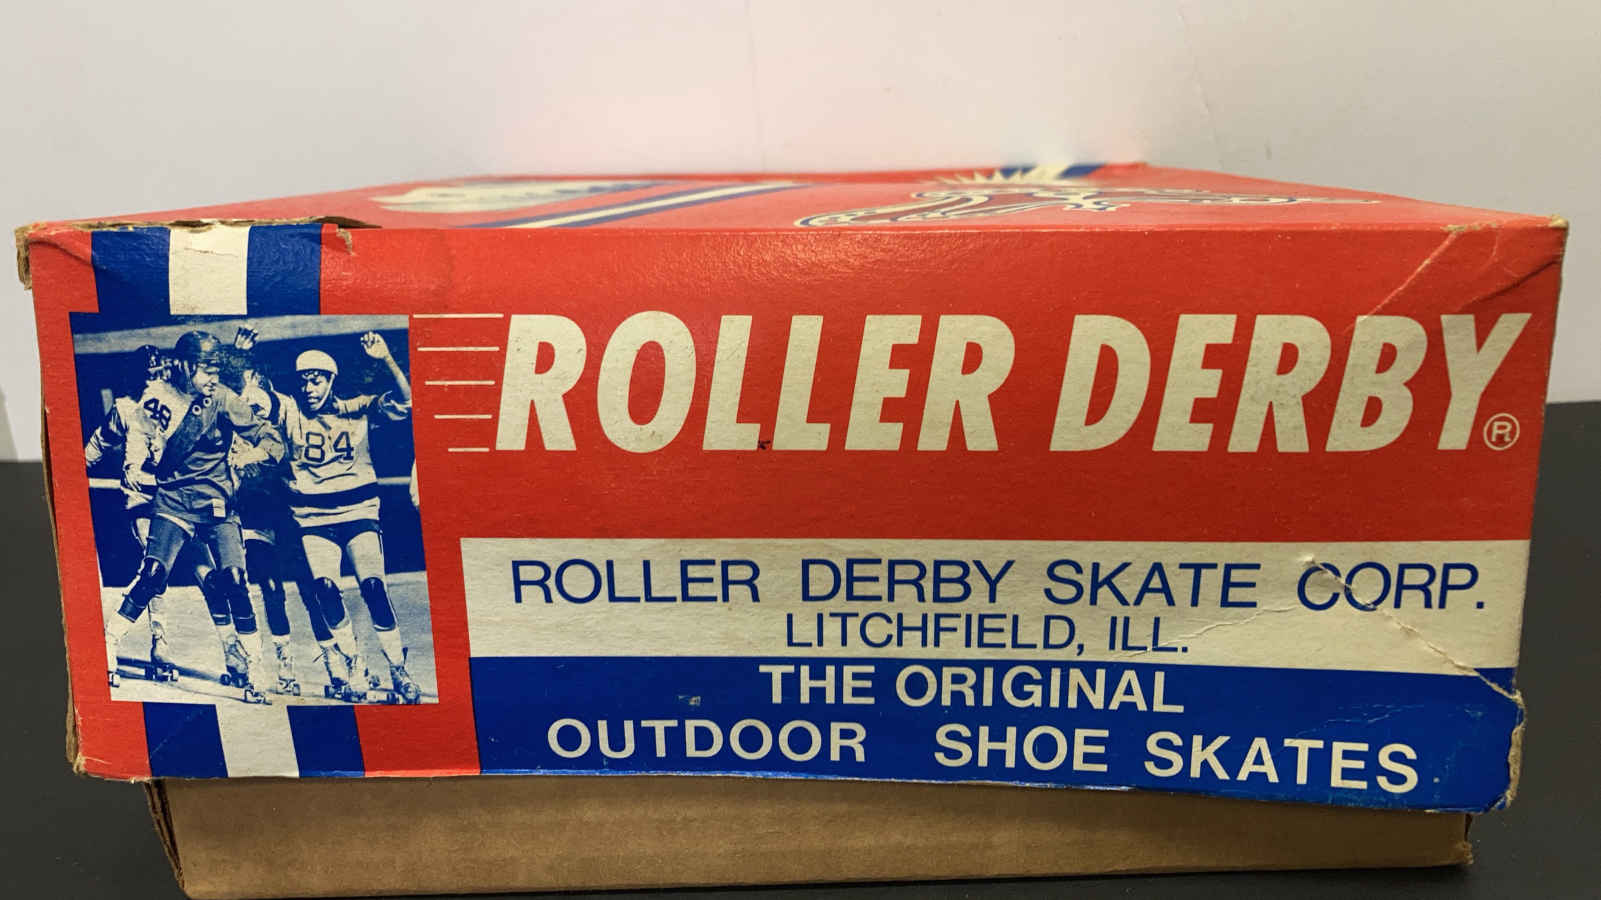 ROLLER DERBY®
ROLLER DERBY SKATE CORP.
LITCHFIELD, ILL.
THE ORIGINAL
OUTDOOR SHOE SKATES
48
84